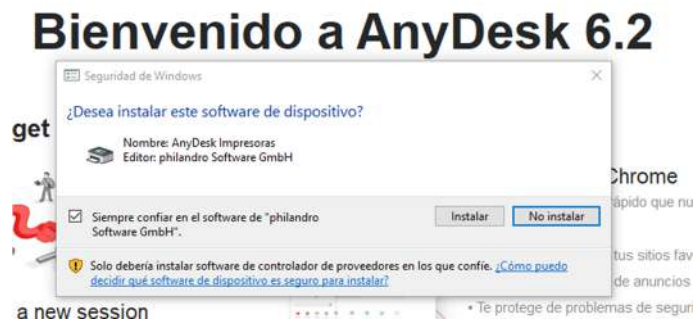 Bienvenido a AnyDesk 6.2
Seguridad de Windows
¿Desea instalar este software de dispositivo?
get
Nombre: AnyDesk Impresoras
Editor: philandro Software GmbH
Chrome
rápido que nu
Siempre confiar en el software de "philandro
Software GmbH".
Instalar
No instalar
tus sitios fav
Solo debería instalar software de controlador de proveedores en los que confíe. ¿Cómo puedo
decidir qué software de dispositivo es seguro para instalar?
de anuncios
a new session
• Te protege de problemas de segur